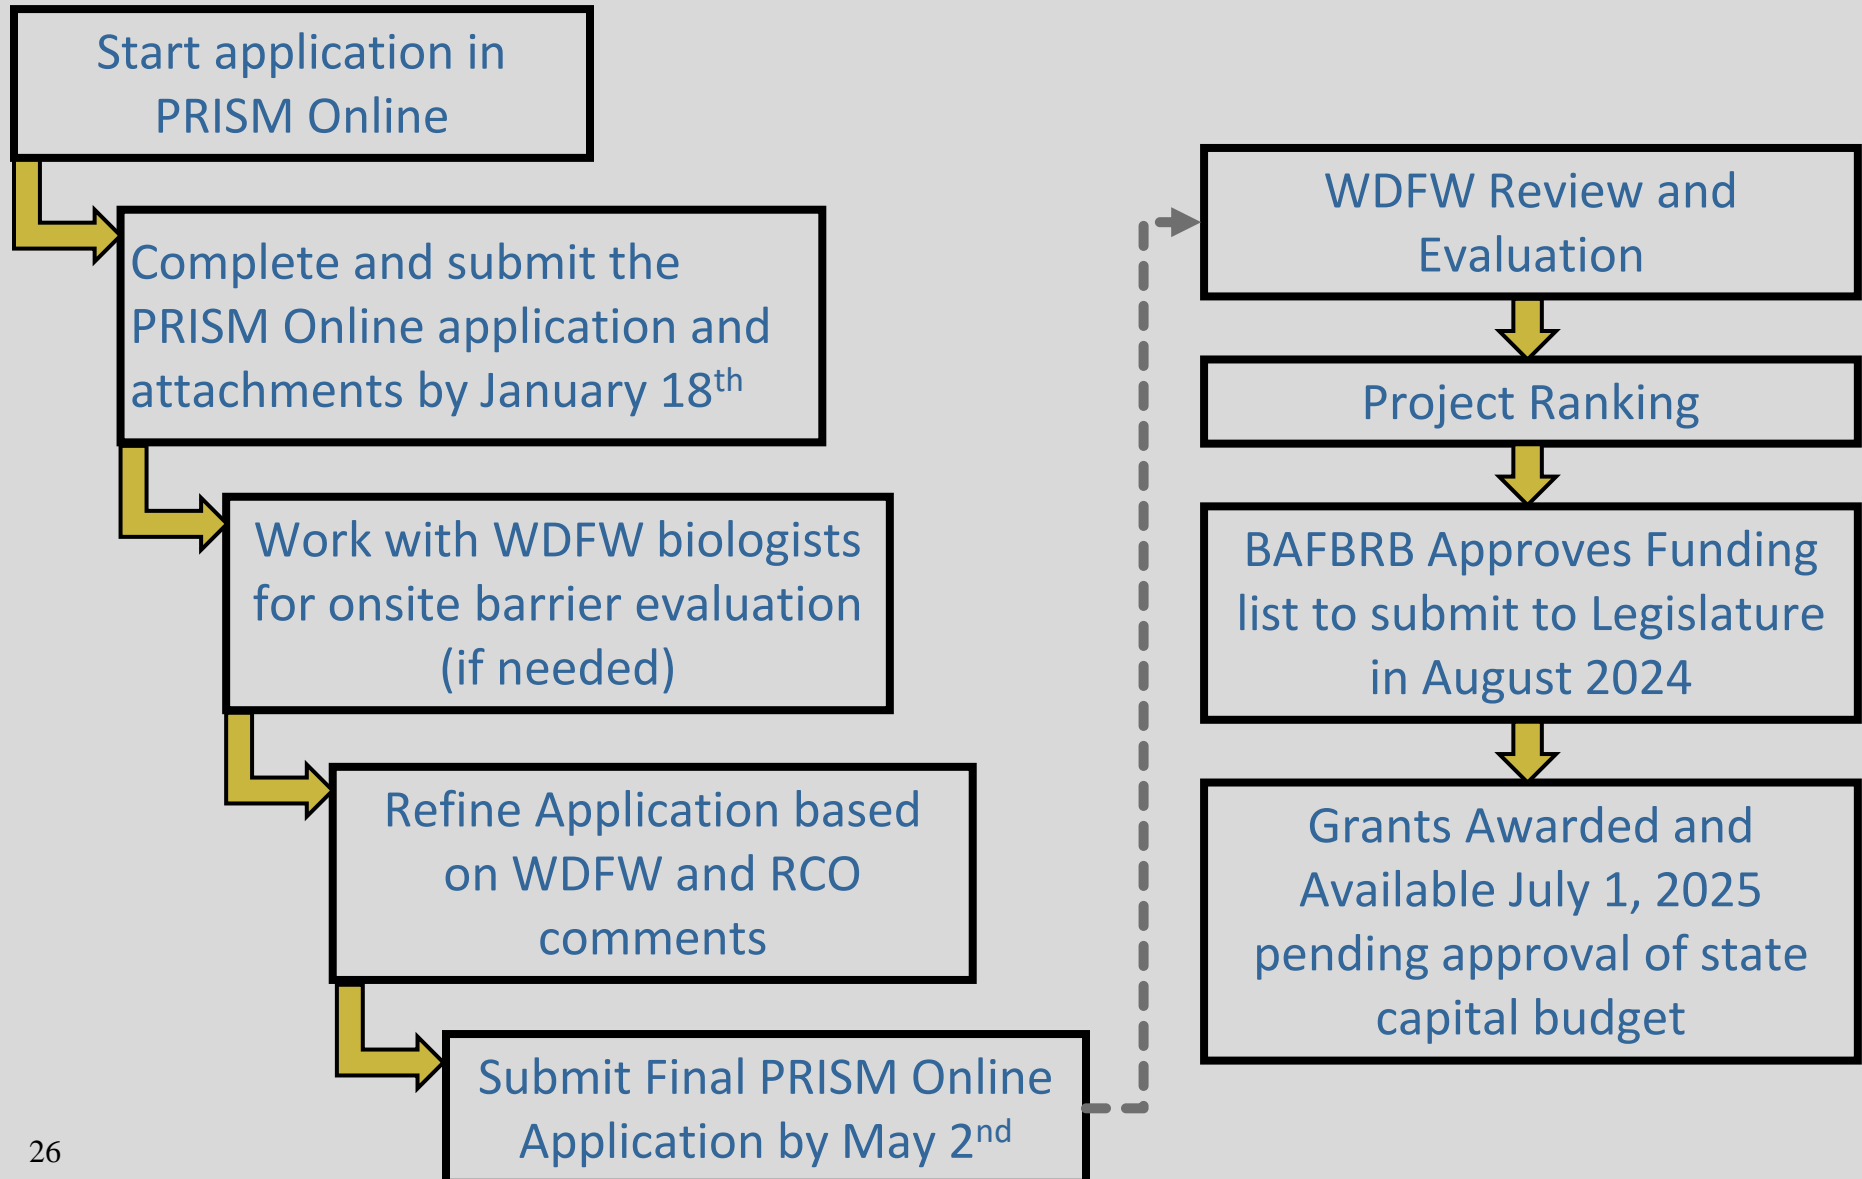 Start application in
PRISM Online
Complete and submit the
PRISM Online application and
attachments by January 18th
Work with WDFW biologists
for onsite barrier evaluation
(if needed)
Refine Application based
on WDFW and RCO
comments
Submit Final PRISM Online
Application by May 2nd
WDFW Review and
Evaluation
Project Ranking
BAFBRB Approves Funding
list to submit to Legislature
in August 2024
Grants Awarded and
Available July 1, 2025
pending approval of state
capital budget
26